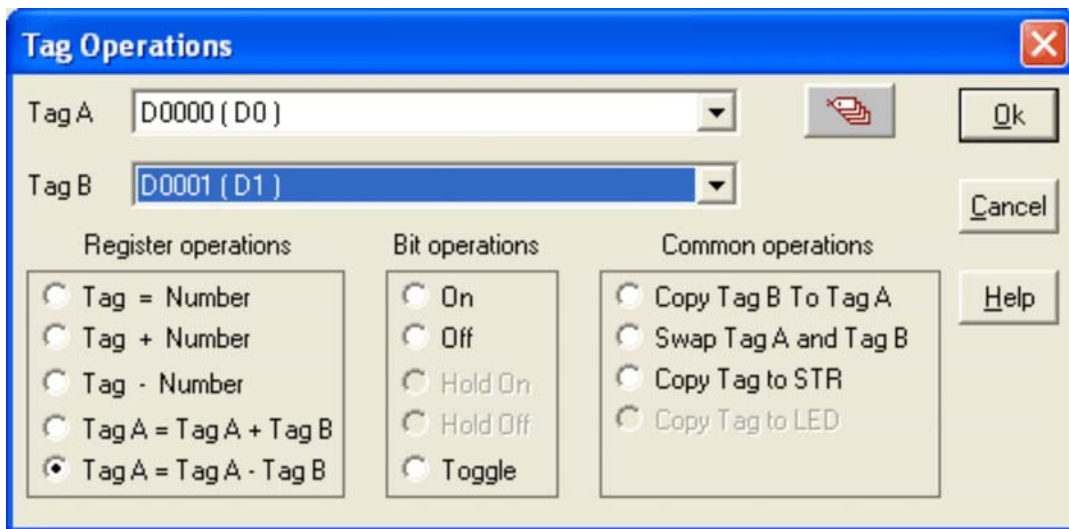 Tag Operations
Tag A
D0000 ( D0 )
Ok
Tag B
D0001 ( D1 )
Cancel
Register operations
Tag = Number
Tag + Number
Tag - Number
Tag A = Tag A + Tag B
Tag A = Tag A - Tag B
Bit operations
On
Off
Hold On
Hold Off
Toggle
Common operations
Copy Tag B To Tag A
Swap Tag A and Tag B
Copy Tag to STR
Copy Tag to LED
Help